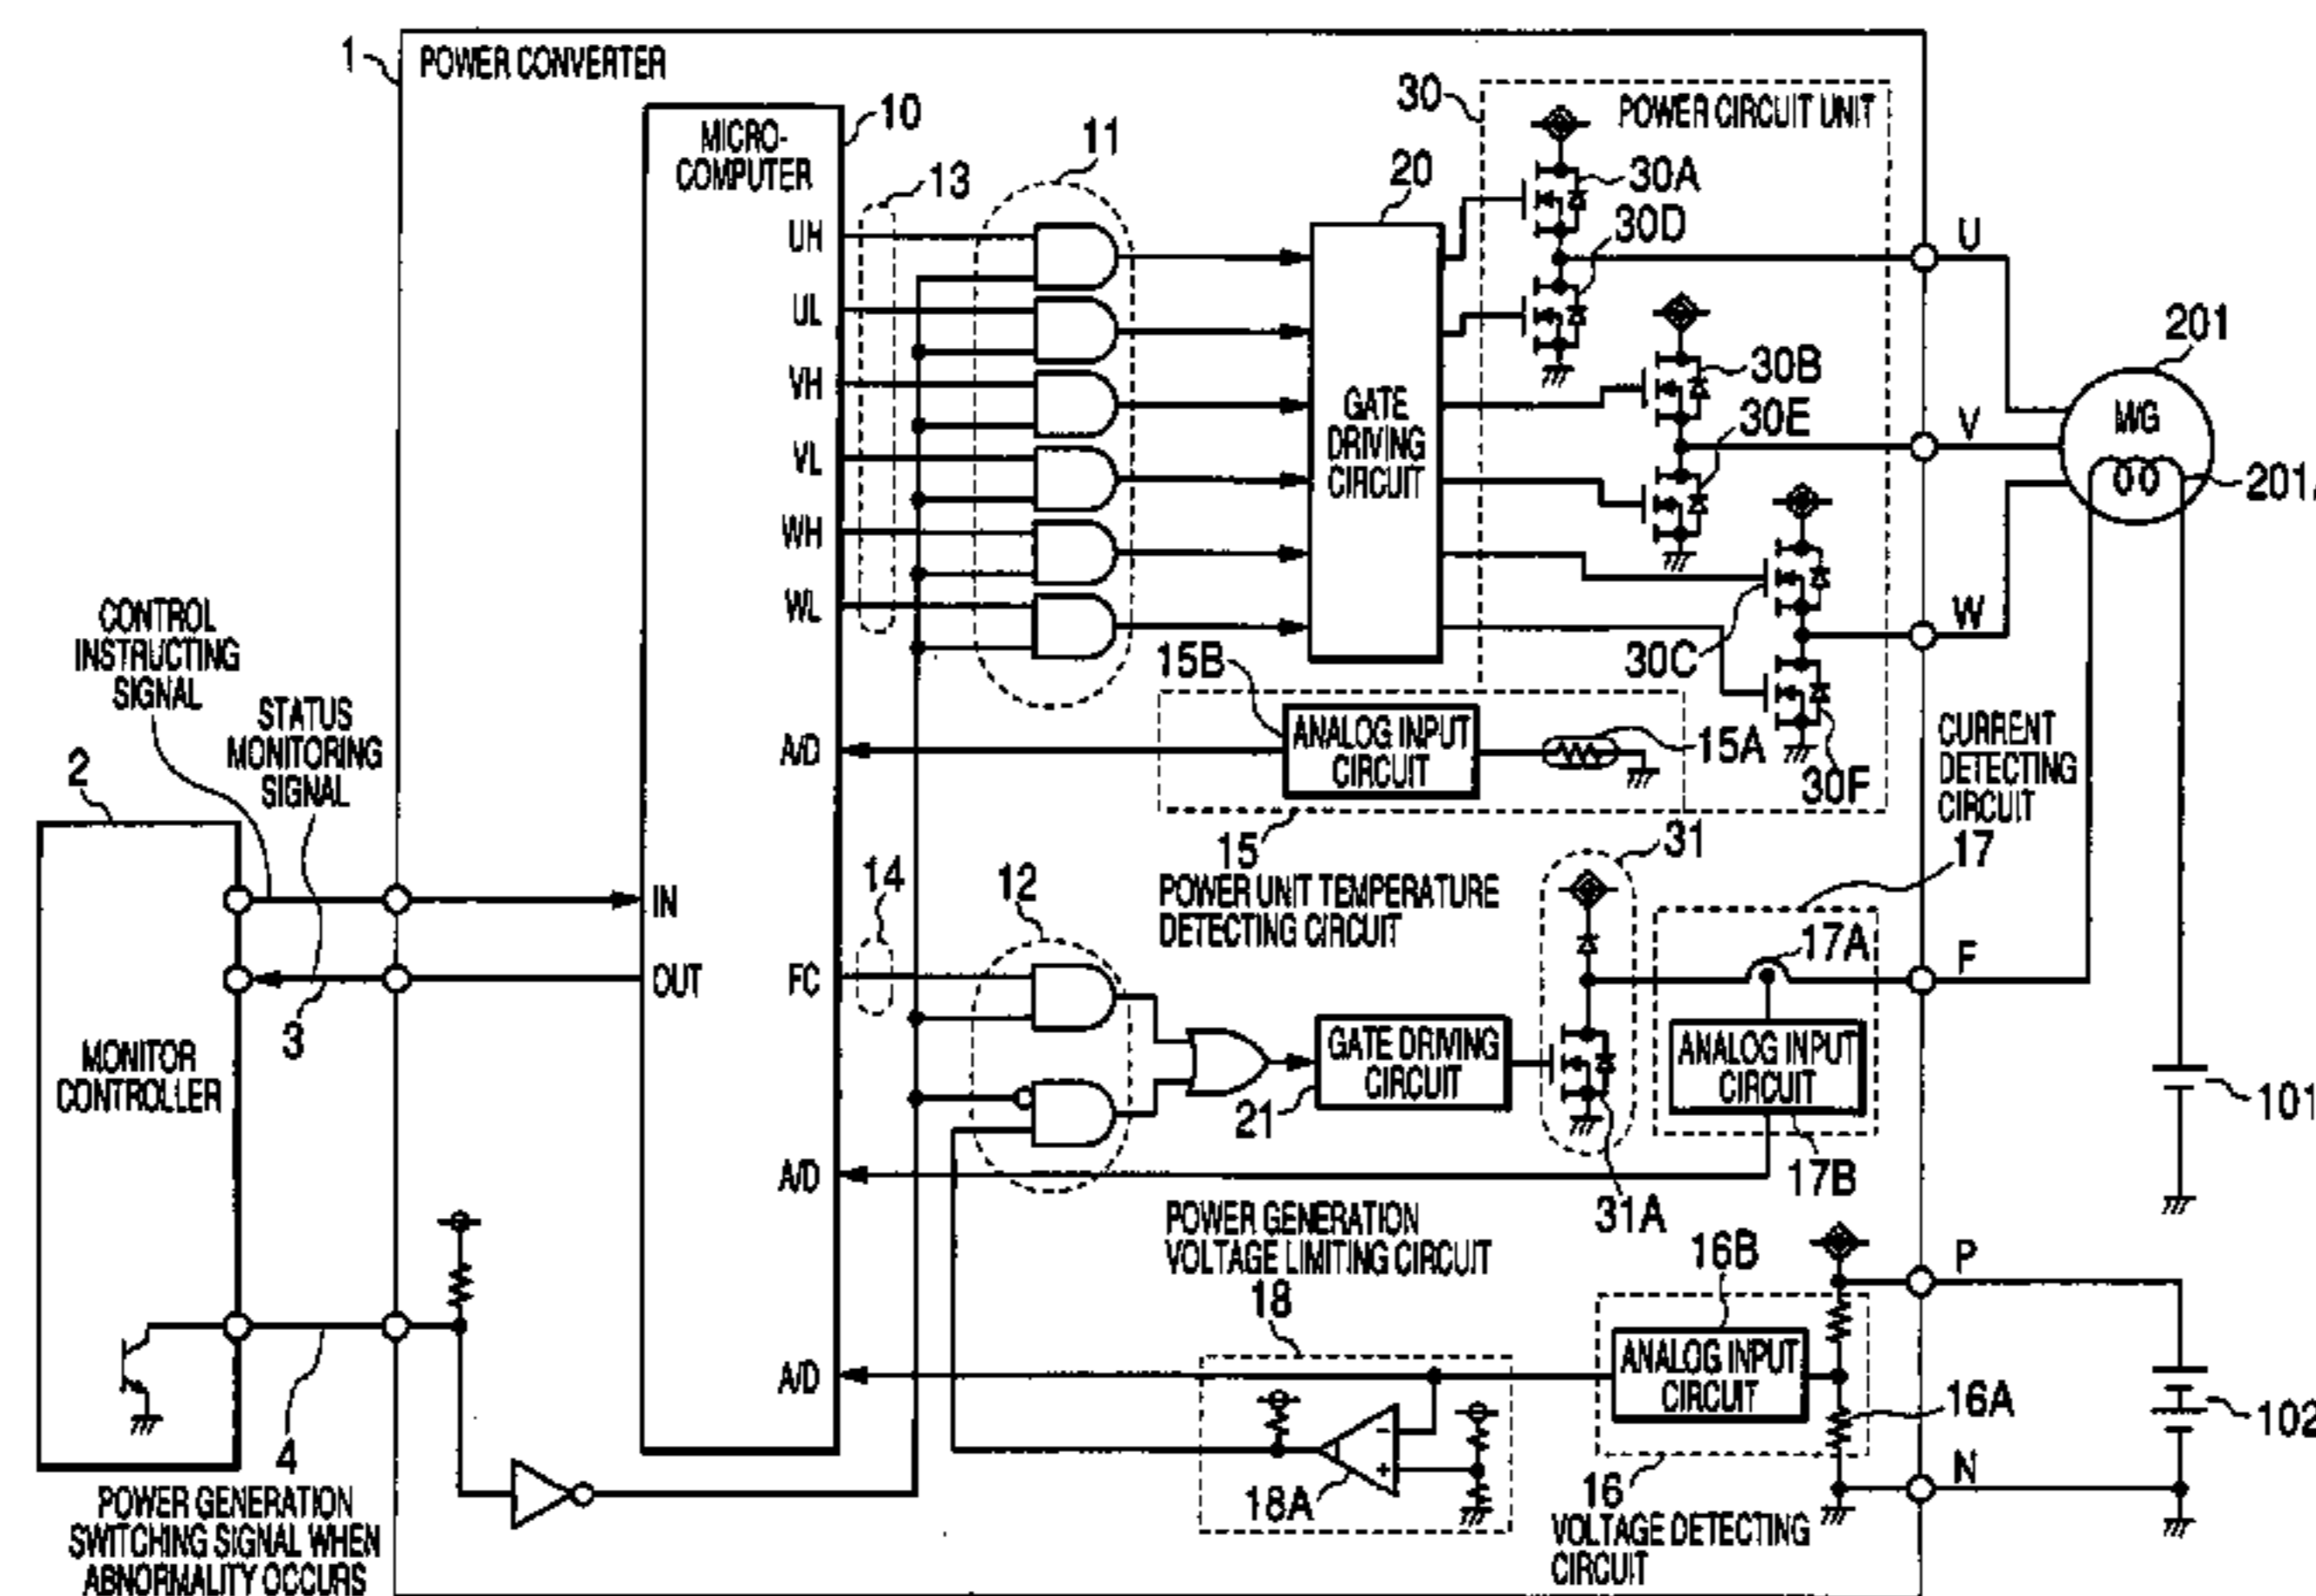 1
POWER CONVERTER
MICRO-
COMPUTER
10
13
11
20
30
POWER CIRCUIT UNIT
30A
30D
30B
30E
30C
30F
UH
UL
VH
VL
WH
WL
A/D
GATE
DRIVING
CIRCUIT
U
V
W
201
M/G
CONTROL
INSTRUCTING
SIGNAL
STATUS
MONITORING
SIGNAL
2
MONITOR
CONTROLLER
3
IN
OUT
15B
ANALOG INPUT
CIRCUIT
15A
15
POWER UNIT TEMPERATURE
DETECTING CIRCUIT
CURRENT
DETECTING
CIRCUIT
17
14
FC
12
31
17A
F
GATE DRIVING
CIRCUIT
21
ANALOG INPUT
CIRCUIT
17B
31A
101
A/D
POWER GENERATION
VOLTAGE LIMITING CIRCUIT
18
16B
P
A/D
ANALOG INPUT
CIRCUIT
16A
102
-
+
18A
N
16
VOLTAGE DETECTING
CIRCUIT
4
POWER GENERATION
SWITCHING SIGNAL WHEN
ABNORMALITY OCCURS